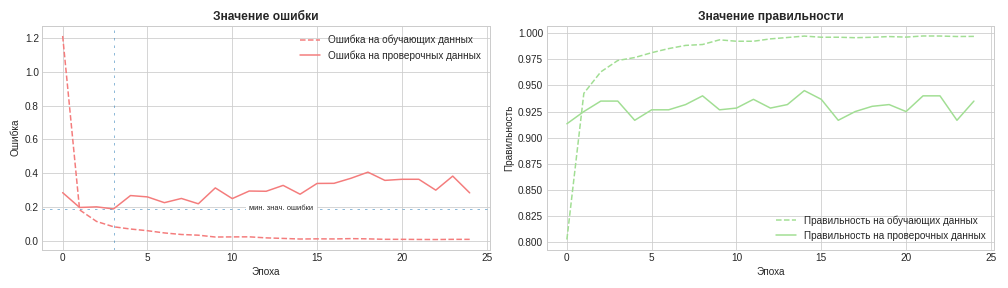 Значение ошибки
Ошибка на обучающих данных
Ошибка на проверочных данных
1.2
1.0
0.8
0.6
0.4
0.2
0.0
Ошибка
мин. знач. ошибки
0
5
10
15
20
25
Эпоха
Значение правильности
1.000
0.975
0.950
0.925
0.900
0.875
0.850
0.825
0.800
Правильность
Правильность на обучающих данных
Правильность на проверочных данных
0
5
10
15
20
25
Эпоха